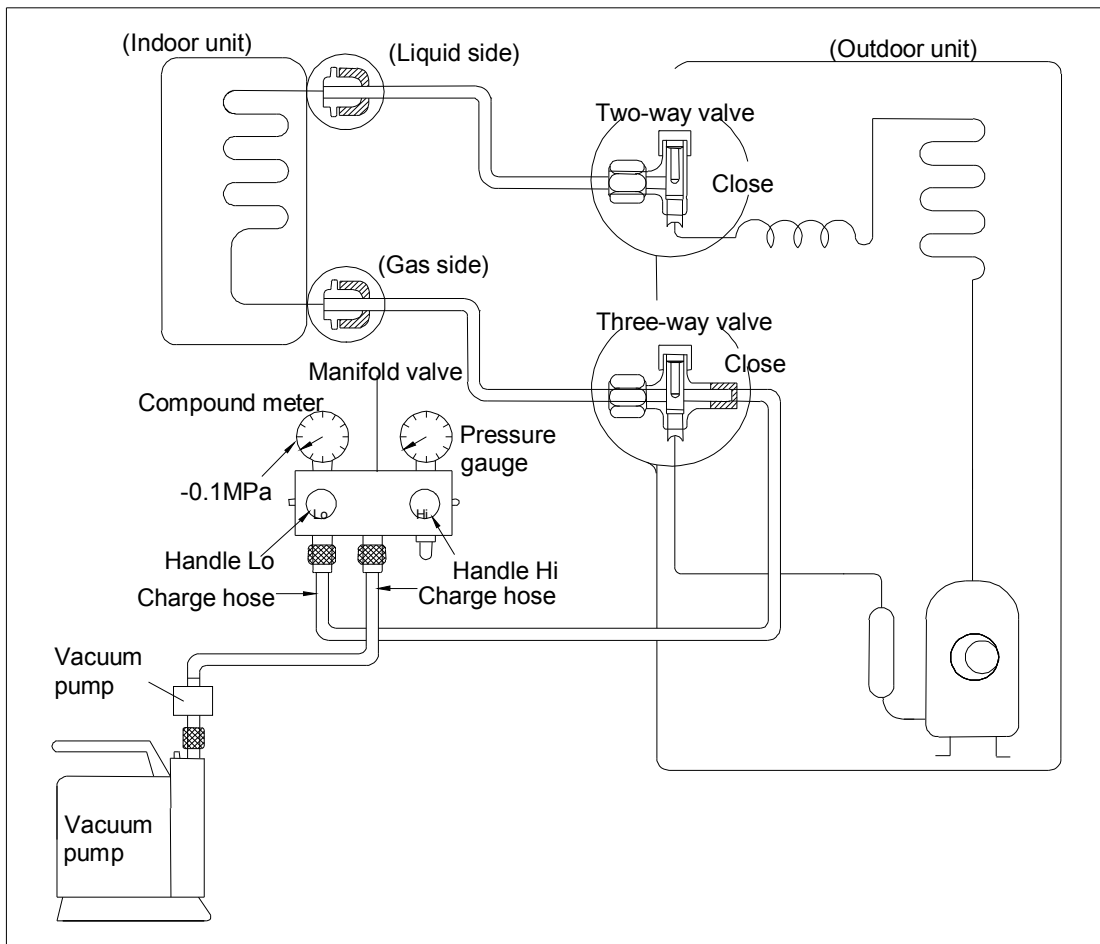 (Indoor unit)
(Liquid side)
(Outdoor unit)
Two-way valve
Close
(Gas side)
Three-way valve
Close
Manifold valve
Compound meter
Pressure
gauge
-0.1MPa
Lo
Hi
Handle Lo
Handle Hi
Charge hose
Charge hose
Vacuum
pump
Vacuum
pump